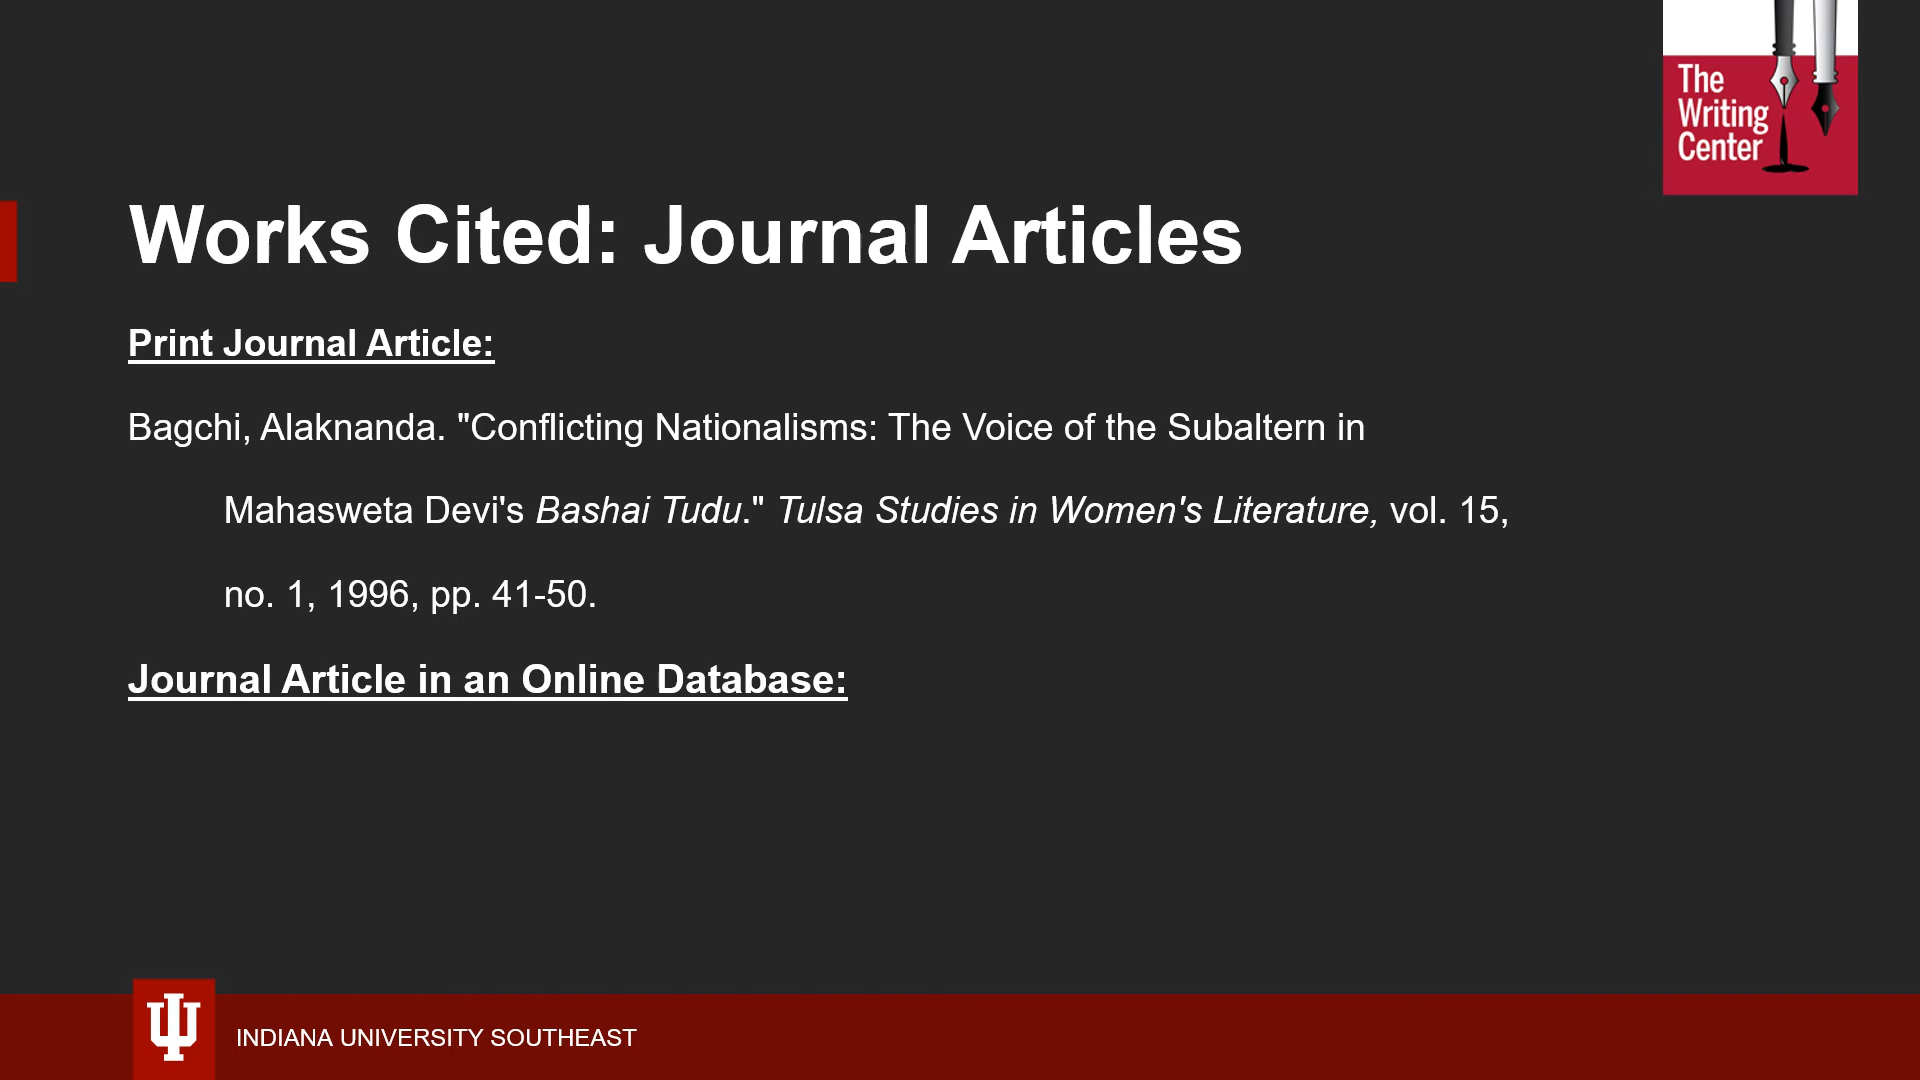 The
Writing
Center
Works Cited: Journal Articles
Print Journal Article:
Bagchi, Alaknanda. "Conflicting Nationalisms: The Voice of the Subaltern in
Mahasweta Devi's Bashai Tudu." Tulsa Studies in Women's Literature, vol. 15,
no. 1, 1996, pp. 41-50.
Journal Article in an Online Database:
INDIANA UNIVERSITY SOUTHEAST